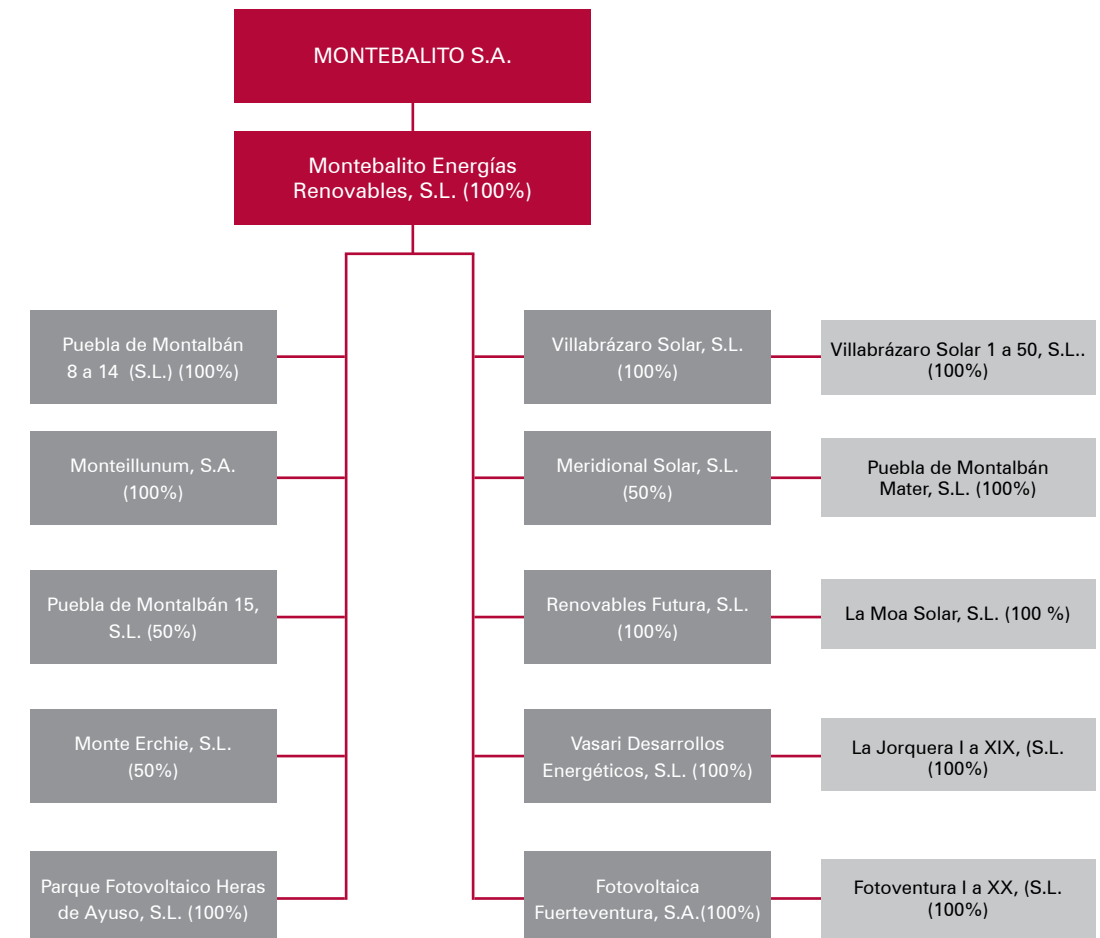 MONTEBALITO S.A.
Montebalito Energías
Renovables, S.L. (100%)
Puebla de Montalbán
8 a 14 (S.L.) (100%)
Villabrázaro Solar, S.L.
(100%)
Villabrázaro Solar 1 a 50, S.L..
(100%)
Monteillunum, S.A.
(100%)
Meridional Solar, S.L.
(50%)
Puebla de Montalbán
Mater, S.L. (100%)
Puebla de Montalbán 15,
S.L. (50%)
Renovables Futura, S.L.
(100%)
La Moa Solar, S.L. (100 %)
Monte Erchie, S.L.
(50%)
Vasari Desarrollos
Energéticos, S.L. (100%)
La Jorquera I a XIX, (S.L.
(100%)
Parque Fotovoltaico Heras
de Ayuso, S.L. (100%)
Fotovoltaica
Fuerteventura, S.A.(100%)
Fotoventura I a XX, (S.L.
(100%)